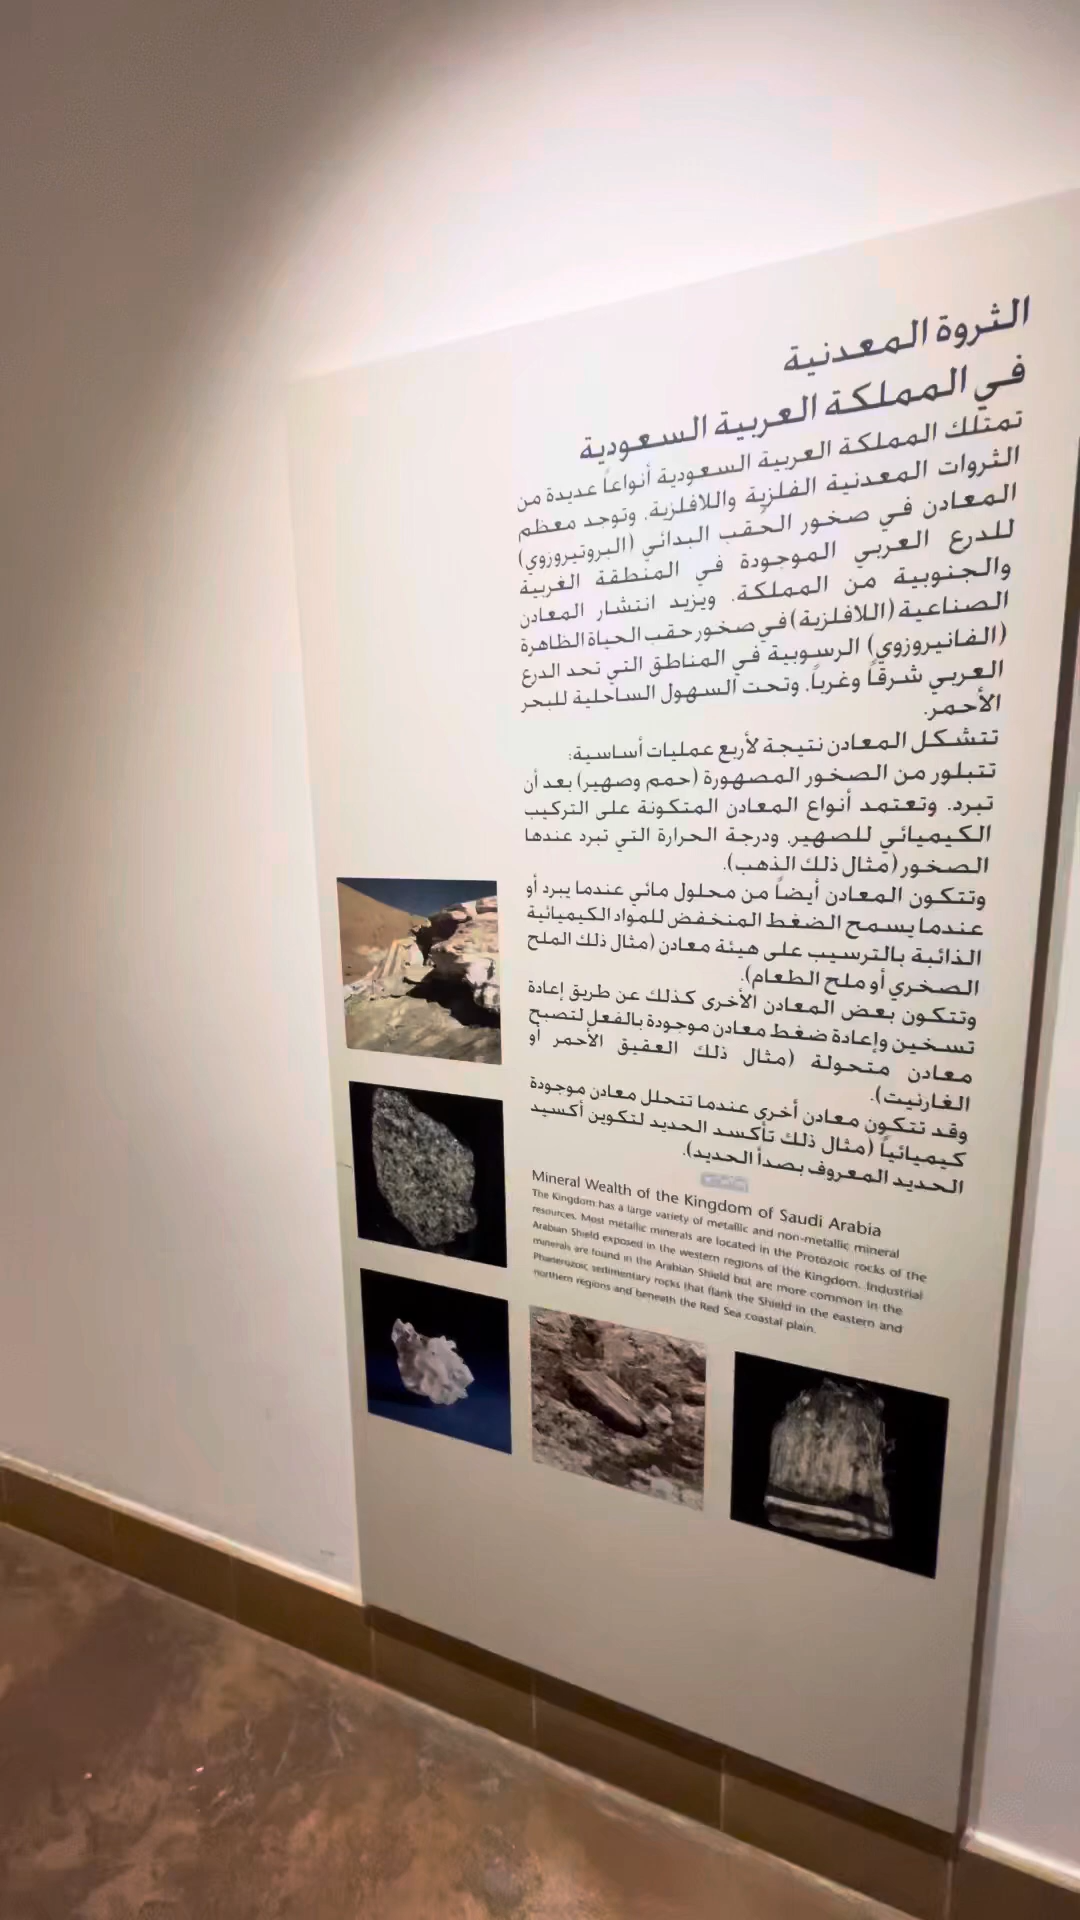 الثروة المعدنية
في المملكة العربية السعودية
تمتلك المملكة العربية السعودية أنواعاً عديدة من
الثروات المعدنية الفلزية واللافلزية. وتوجد معظم
المعادن في صخور الحُقب البدائي (البروتيروزوي)
للدرع العربي الموجودة في المنطقة الغربية
والجنوبية من المملكة. ويزيد انتشار المعادن
الصناعية (اللافلزية) في صخور حقب الحياة الظاهرة
(الفانيروزوي) الرسوبية في المناطق التي تحد الدرع
العربي شرقاً وغرباً. وتحت السهول الساحلية للبحر
الأحمر.
تتشكل المعادن نتيجة لأربع عمليات أساسية:
تتبلور من الصخور المصهورة (حمم وصهير) بعد أن
تبرد. وتعتمد أنواع المعادن المتكونة على التركيب
الكيميائي للصهير. ودرجة الحرارة التي تبرد عندها
الصخور (مثال ذلك الذهب).
وتتكون المعادن أيضاً من محلول مائي عندما يبرد أو
عندما يسمح الضغط المنخفض للمواد الكيميائية
الذائبة بالترسيب على هيئة معادن (مثال ذلك الملح
الصخري أو ملح الطعام).
وتتكون بعض المعادن الأخرى كذلك عن طريق إعادة
تسخين وإعادة ضغط معادن موجودة بالفعل لتصبح
معادن متحولة (مثال ذلك العقيق الأحمر أو
الغارنيت).
وقد تتكون معادن أخرى عندما تتحلل معادن موجودة
كيميائياً (مثال ذلك تأكسد الحديد لتكوين أكسيد
الحديد المعروف بصدأ الحديد).
Mineral Wealth of the Kingdom of Saudi Arabia
The Kingdom has a large variety of metallic and non-metallic mineral
resources. Most metallic minerals are located in the Protozoic rocks of the
Arabian Shield exposed in the western regions of the Kingdom. Industrial
minerals are found in the Arabian Shield but are more common in the
Phanerozoic sedimentary rocks that flank the Shield in the eastern and
northern regions and beneath the Red Sea coastal plain.